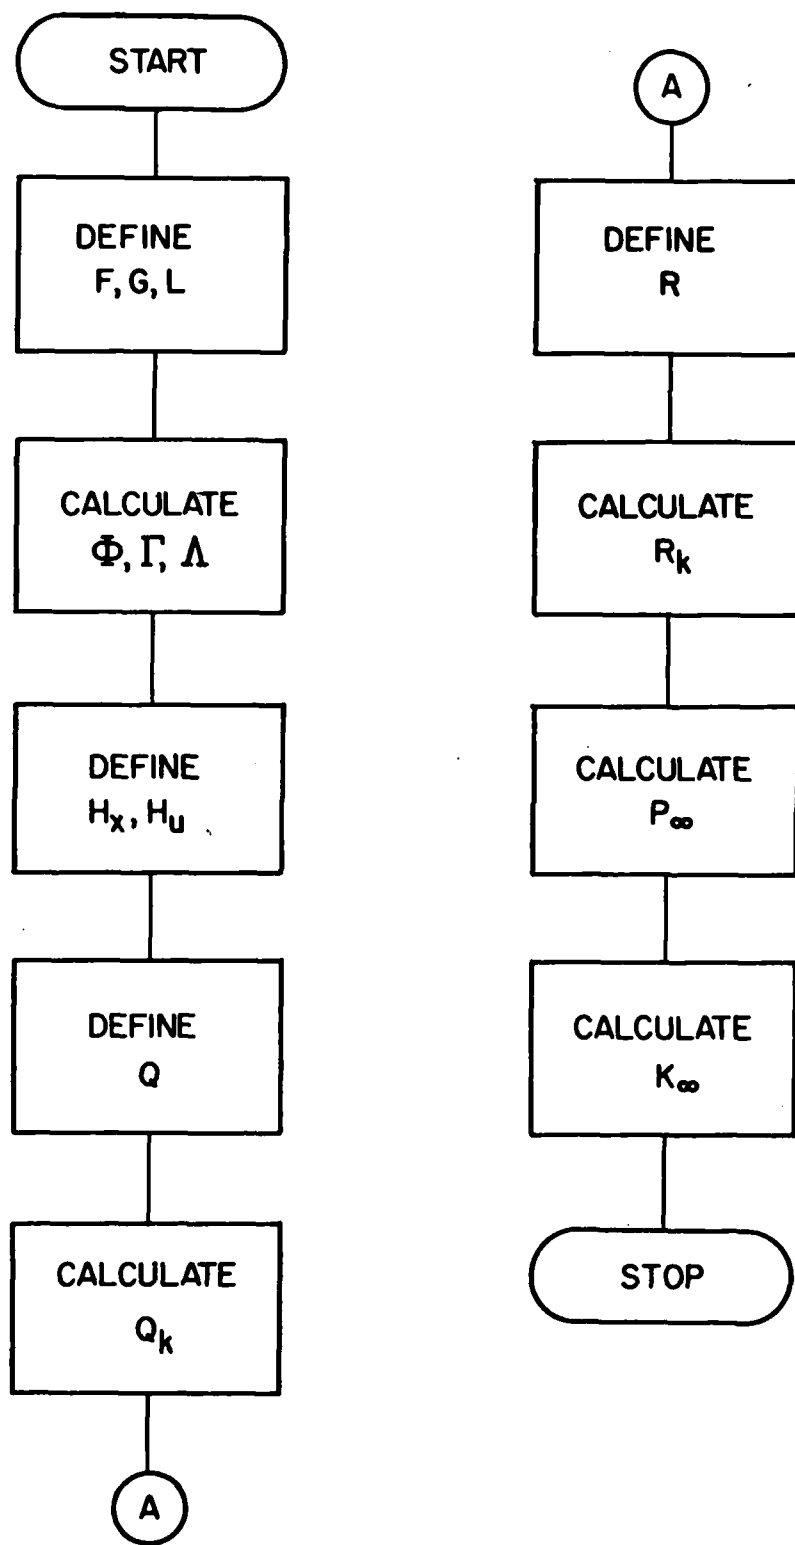 START
DEFINE
F, G, L
CALCULATE
Φ, Γ, Λ
DEFINE
Hx, Hu
DEFINE
Q
CALCULATE
Qk
A
A
DEFINE
R
CALCULATE
Rk
CALCULATE
P∞
CALCULATE
K∞
STOP